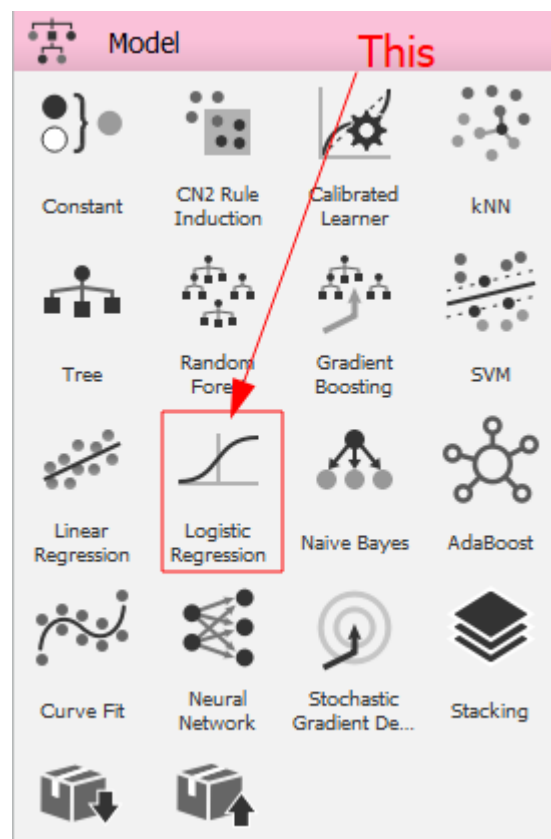 Model
This
Constant
CN2 Rule
Induction
Calibrated
Learner
kNN
Tree
Random
Fore
Gradient
Boosting
SVM
Linear
Regression
Logistic
Regression
Naive Bayes
AdaBoost
Curve Fit
Neural
Network
Stochastic
Gradient De...
Stacking